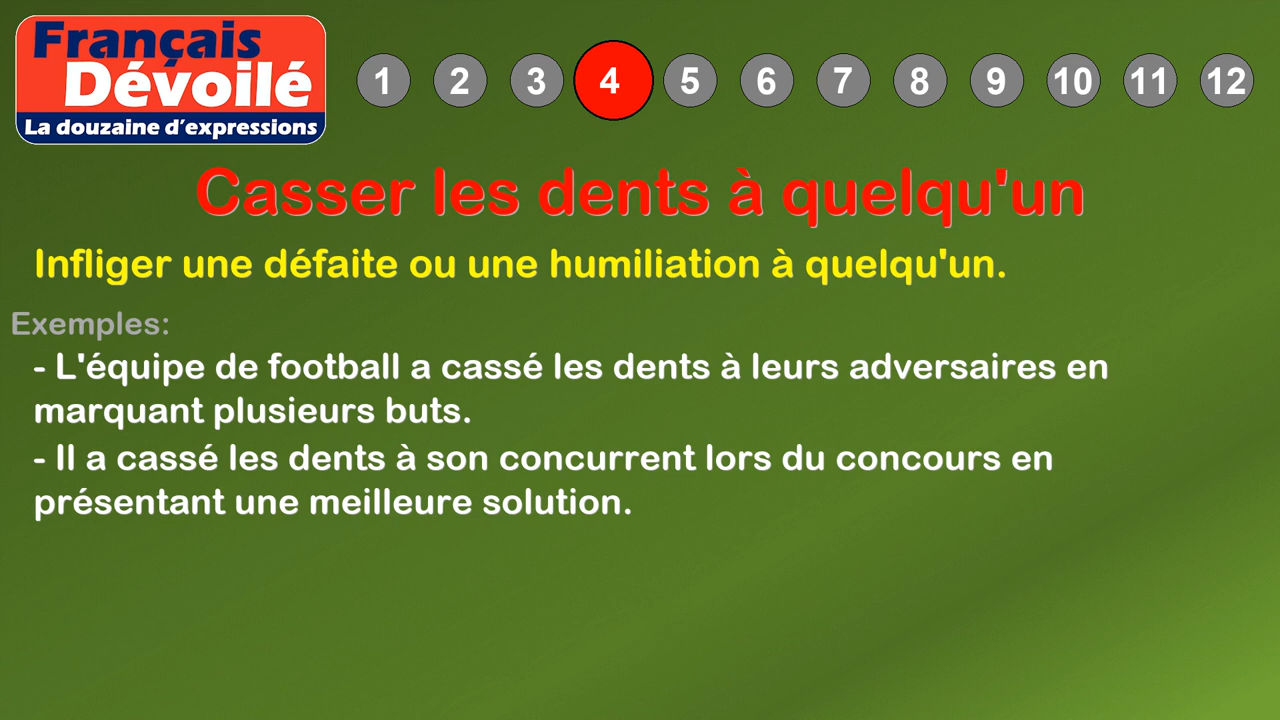 Français
Dévoilé
La douzaine d'expressions
1 2 3 4 5 6 7 8 9 10 11 12
Casser les dents à quelqu'un
Infliger une défaite ou une humiliation à quelqu'un.
Exemples:
- L'équipe de football a cassé les dents à leurs adversaires en
marquant plusieurs buts.
- Il a cassé les dents à son concurrent lors du concours en
présentant une meilleure solution.